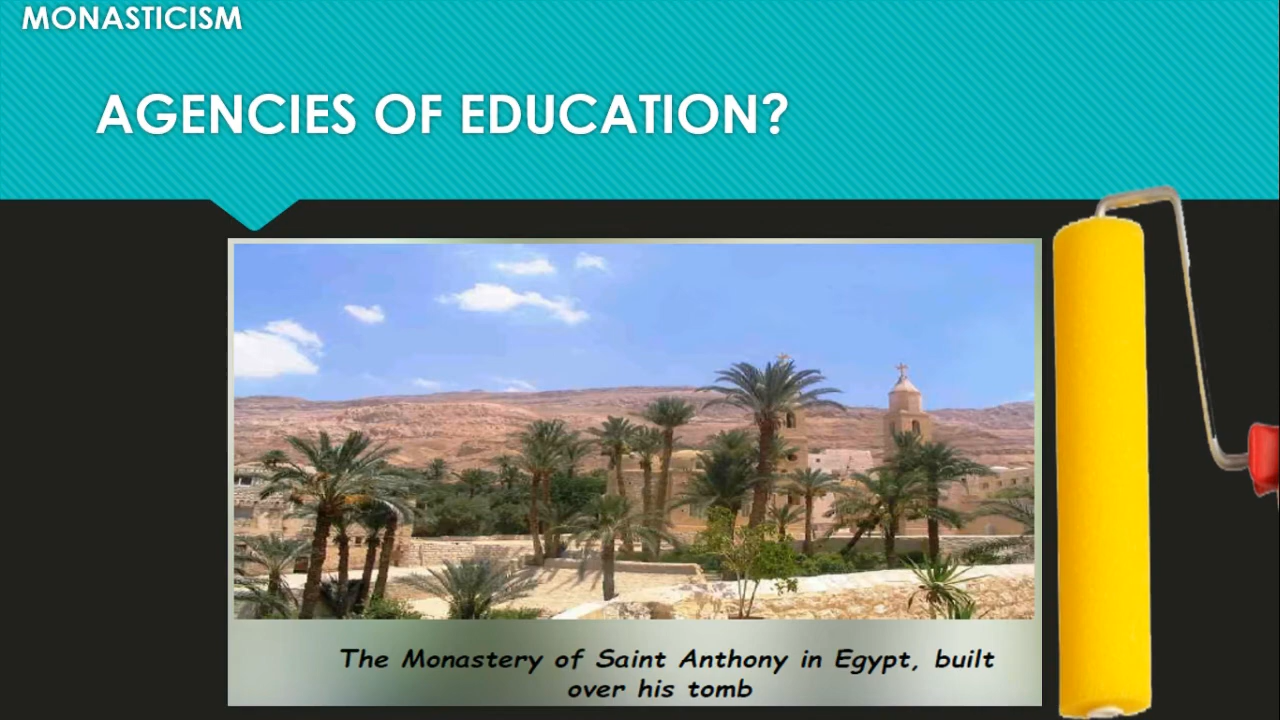 MONASTICISM
AGENCIES OF EDUCATION?
The Monastery of Saint Anthony in Egypt, built
over his tomb